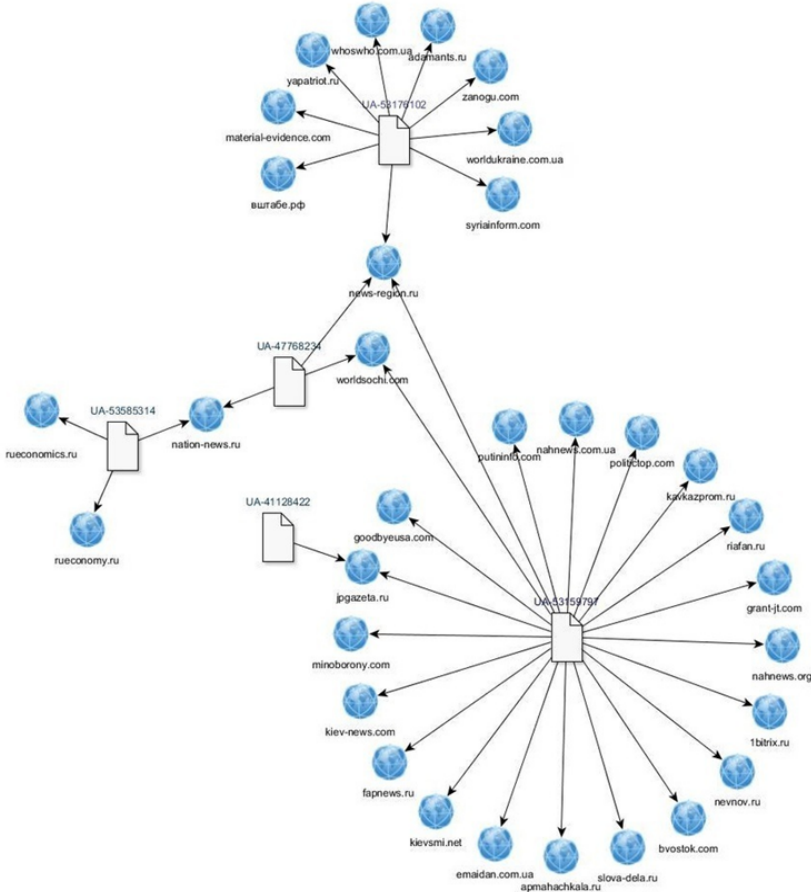 whoswho.com.ua
adamants.ru
yapatriot.ru
zanogu.com
UA-53176102
material-evidence.com
worldukraine.com.ua
вштабе.рф
syriainform.com
news-region.ru
UA-47768234
worldsochi.com
UA-53585314
nation-news.ru
rueconomics.ru
putininfo.com
nahnews.com.ua
politictop.com
kavkazprom.ru
UA-41128422
goodbyeusa.com
riafan.ru
rueconomy.ru
jpgazeta.ru
UA-53159797
grant-jt.com
minoborony.com
nahnews.org
kiev-news.com
1bitrix.ru
fapnews.ru
nevnov.ru
kievsmi.net
bvostok.com
emaidan.com.ua
slova-dela.ru
apmahachkala.ru